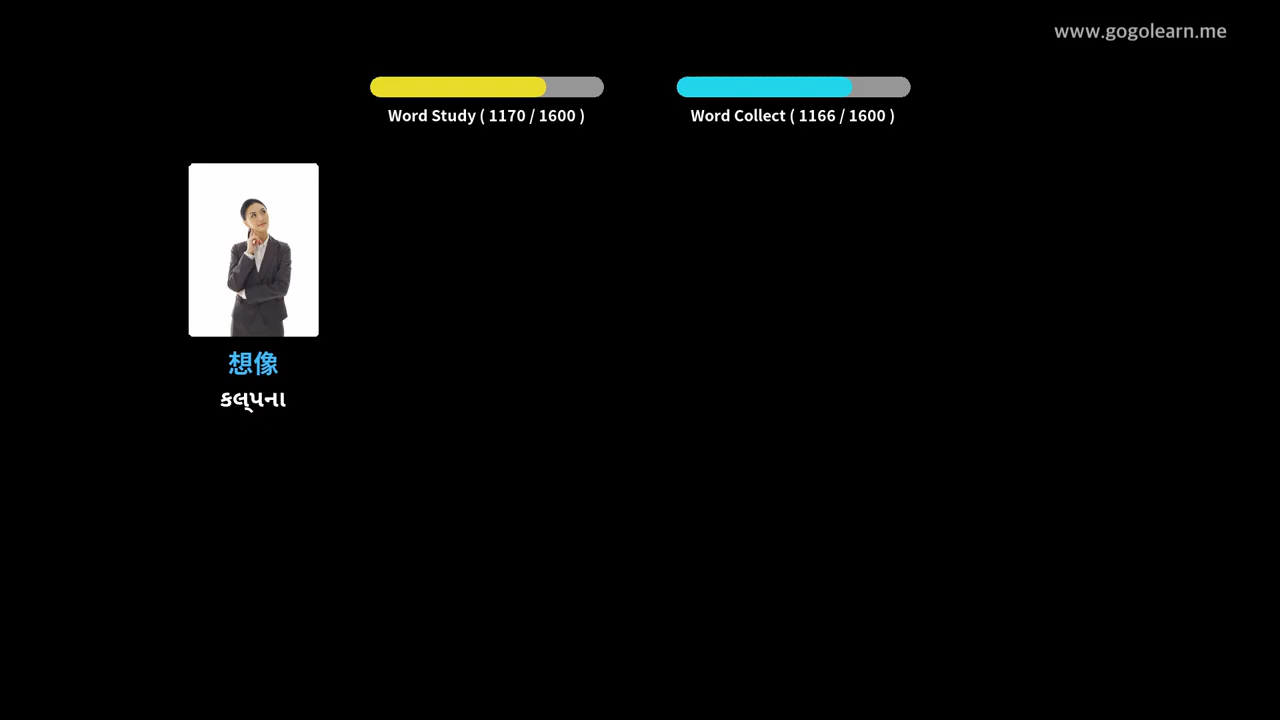 www.gogolearn.me
Word Study ( 1170 / 1600 )
Word Collect ( 1166 / 1600 )
想像
કલ્પના